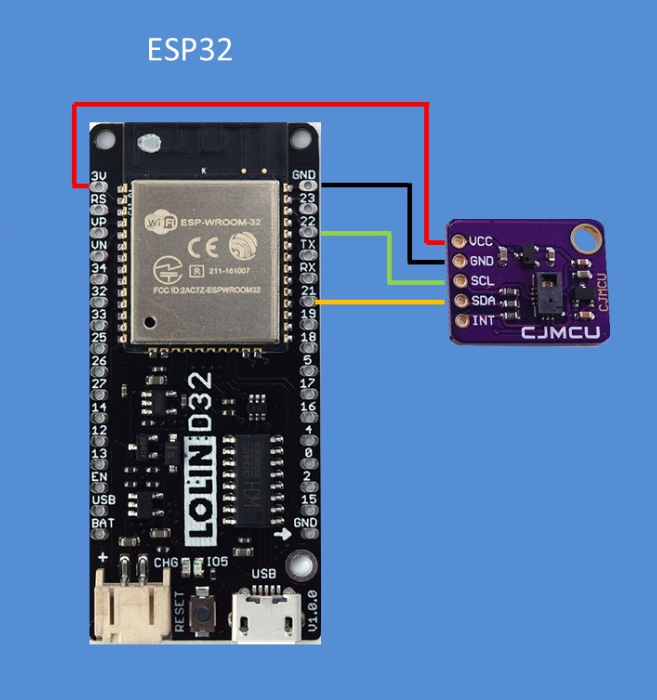 ESP32
3V
RS
VP
VN
34
32
33
25
26
27
14
12
13
EN
USB
BAT
+
K
WiFi ESP-WROOM-32
CE
R 211-161007
FCC ID:2AC7Z-ESPWROOM32
GND
23
22
TX
RX
21
19
18
5
17
16
4
0
2
15
GND
LOLIN D32
CHG IO5
USB
RESET
V1.0.0
VCC
GND
SCL
SDA
INT
CJMCU
CJMCU